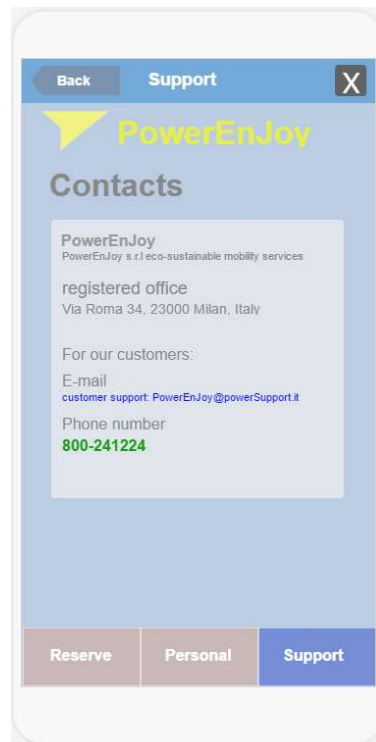 Back
Support
X
PowerEnJoy
Contacts
PowerEnJoy
PowerEnJoy s.r.l eco-sustainable mobility services
registered office
Via Roma 34. 23000 Milan, Italy
For our customers:
E-mail
customer support: PowerEnJoy@powerSupport.it
Phone number
800-241224
Reserve
Personal
Support